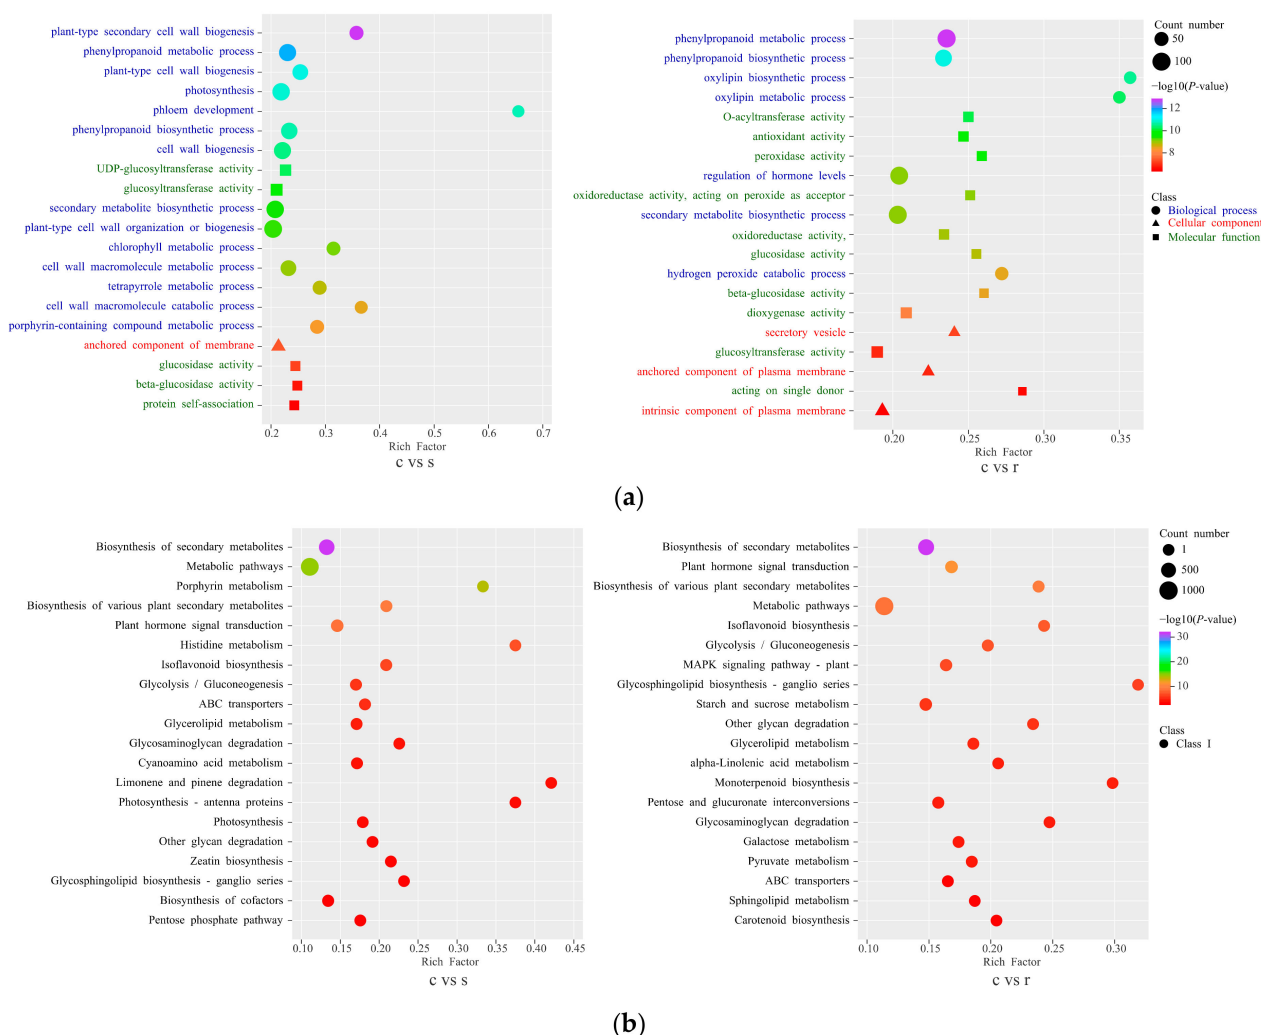 plant-type secondary cell wall biogenesis
phenylpropanoid metabolic process
plant-type cell wall biogenesis
photosynthesis
phloem development
phenylpropanoid biosynthetic process
cell wall biogenesis
UDP-glucosyltransferase activity
glucosyltransferase activity
secondary metabolite biosynthetic process
plant-type cell wall organization or biogenesis
chlorophyll metabolic process
cell wall macromolecule metabolic process
tetrapyrrole metabolic process
cell wall macromolecule catabolic process
porphyrin-containing compound metabolic process
anchored component of membrane
glucosidase activity
beta-glucosidase activity
protein self-association
0.2 0.3 0.4 0.5 0.6 0.7
Rich Factor
c vs s
phenylpropanoid metabolic process
phenylpropanoid biosynthetic process
oxylipin biosynthetic process
oxylipin metabolic process
O-acyltransferase activity
antioxidant activity
peroxidase activity
regulation of hormone levels
oxidoreductase activity, acting on peroxide as acceptor
secondary metabolite biosynthetic process
oxidoreductase activity,
glucosidase activity
hydrogen peroxide catabolic process
beta-glucosidase activity
dioxygenase activity
secretory vesicle
glucosyltransferase activity
anchored component of plasma membrane
acting on single donor
intrinsic component of plasma membrane
0.20 0.25 0.30 0.35
Rich Factor
c vs r
Count number
50
100
−log10(P-value)
12
10
8
Class
Biological process
Cellular component
Molecular function
(a)
Biosynthesis of secondary metabolites
Metabolic pathways
Porphyrin metabolism
Biosynthesis of various plant secondary metabolites
Plant hormone signal transduction
Histidine metabolism
Isoflavonoid biosynthesis
Glycolysis / Gluconeogenesis
ABC transporters
Glycerolipid metabolism
Glycosaminoglycan degradation
Cyanoamino acid metabolism
Limonene and pinene degradation
Photosynthesis - antenna proteins
Photosynthesis
Other glycan degradation
Zeatin biosynthesis
Glycosphingolipid biosynthesis - ganglio series
Biosynthesis of cofactors
Pentose phosphate pathway
0.10 0.15 0.20 0.25 0.30 0.35 0.40 0.45
Rich Factor
c vs s
Biosynthesis of secondary metabolites
Plant hormone signal transduction
Biosynthesis of various plant secondary metabolites
Metabolic pathways
Isoflavonoid biosynthesis
Glycolysis / Gluconeogenesis
MAPK signaling pathway - plant
Glycosphingolipid biosynthesis - ganglio series
Starch and sucrose metabolism
Other glycan degradation
Glycerolipid metabolism
alpha-Linolenic acid metabolism
Monoterpenoid biosynthesis
Pentose and glucuronate interconversions
Glycosaminoglycan degradation
Galactose metabolism
Pyruvate metabolism
ABC transporters
Sphingolipid metabolism
Carotenoid biosynthesis
0.10 0.15 0.20 0.25 0.30
Rich Factor
c vs r
Count number
1
500
1000
−log10(P-value)
30
20
10
Class
Class I
(b)